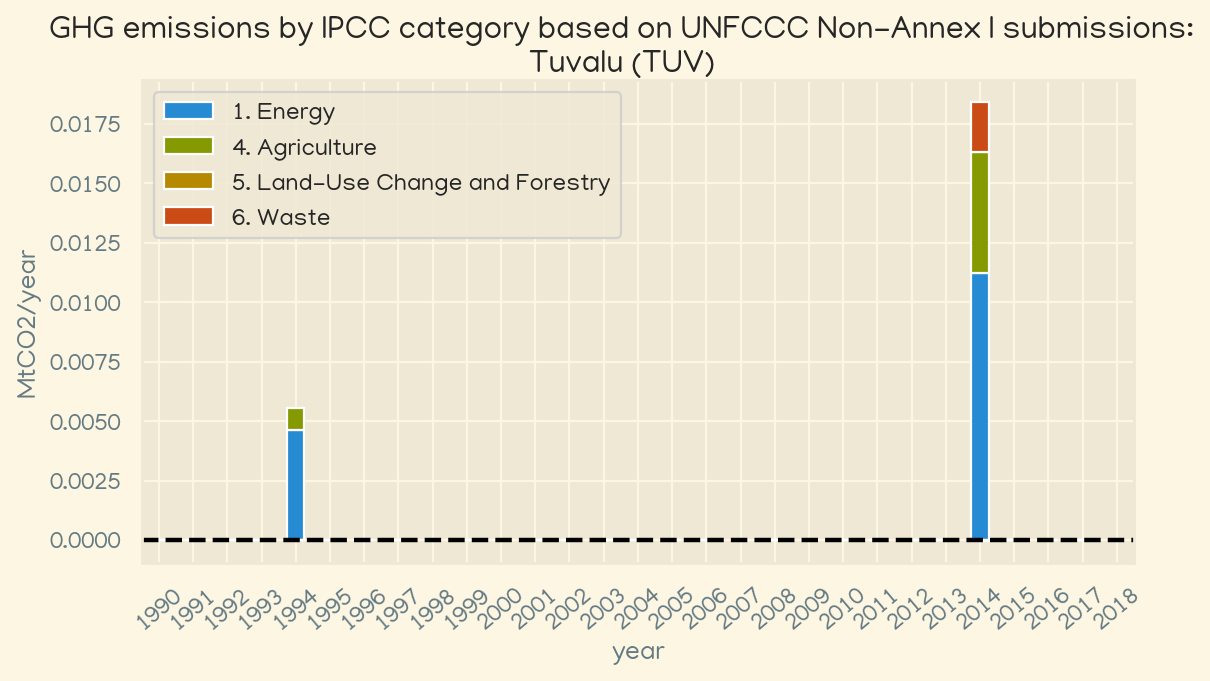 GHG emissions by IPCC category based on UNFCCC Non-Annex I submissions:
Tuvalu (TUV)
1. Energy
4. Agriculture
5. Land-Use Change and Forestry
6. Waste
MtCO2/year
0.0175
0.0150
0.0125
0.0100
0.0075
0.0050
0.0025
0.0000
1990 1991 1992 1993 1994 1995 1996 1997 1998 1999 2000 2001 2002 2003 2004 2005 2006 2007 2008 2009 2010 2011 2012 2013 2014 2015 2016 2017 2018
year